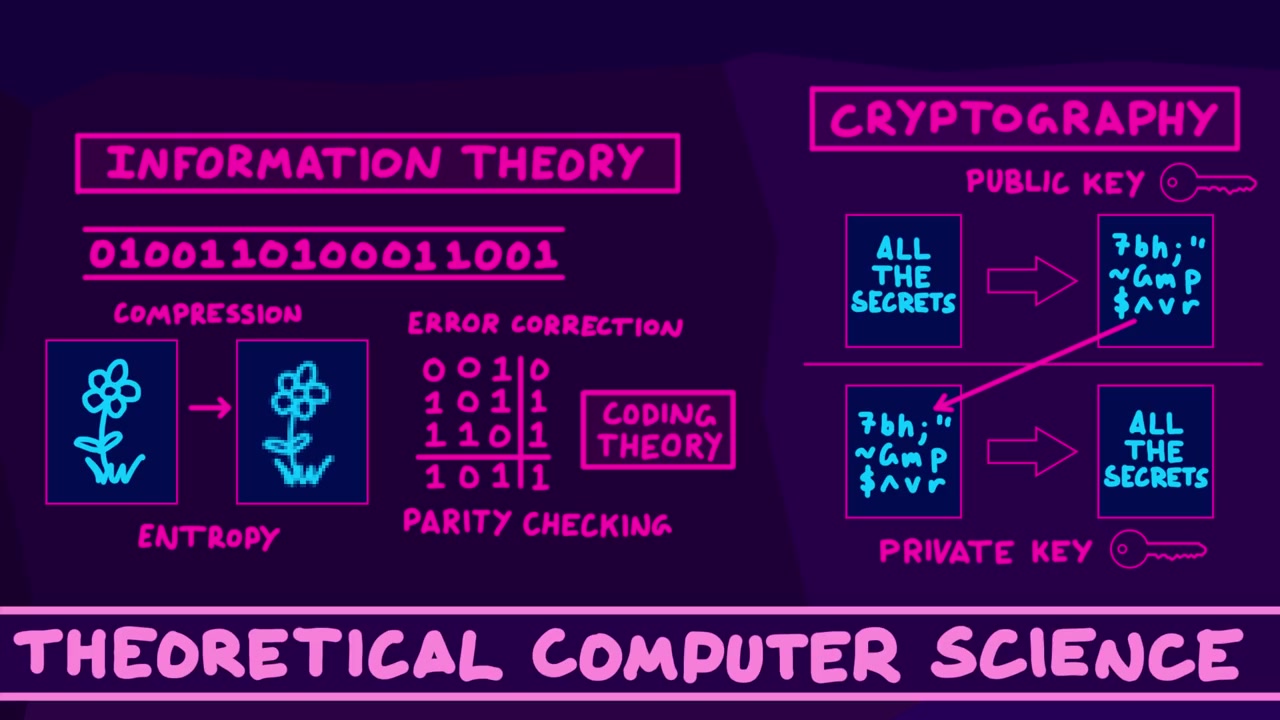 INFORMATION THEORY
0100110100011001
COMPRESSION
ENTROPY
ERROR CORRECTION
0 0 1 0
1 0 1 1
1 1 0 1
1 0 1 1
PARITY CHECKING
CODING
THEORY
CRYPTOGRAPHY
PUBLIC KEY
ALL
THE
SECRETS
7bh;"
~Gmp
$^vr
7bh;"
~Gmp
$^vr
ALL
THE
SECRETS
PRIVATE KEY
THEORETICAL COMPUTER SCIENCE